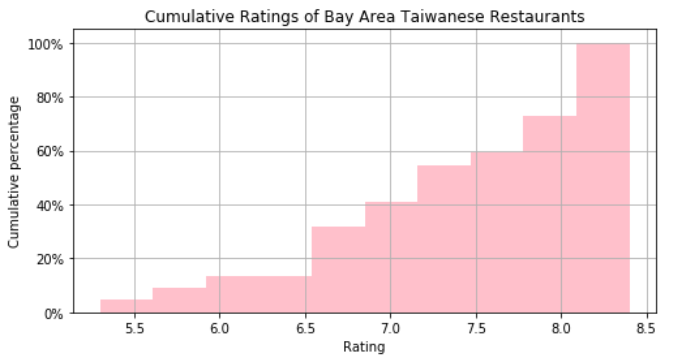 Cumulative Ratings of Bay Area Taiwanese Restaurants
100%
80%
60%
40%
20%
0%
Cumulative percentage
5.5 6.0 6.5 7.0 7.5 8.0 8.5
Rating